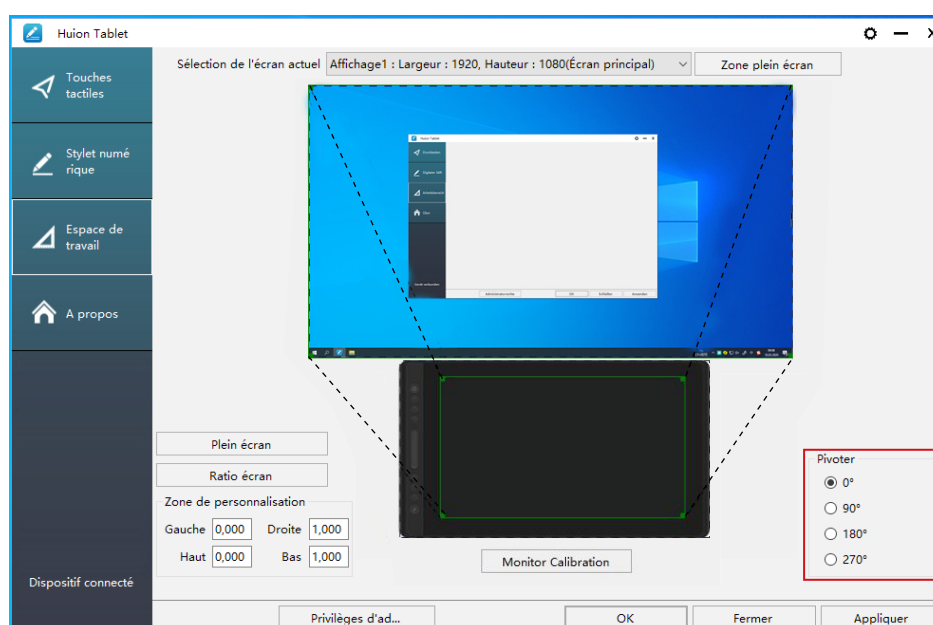 Huion Tablet
Sélection de l'écran actuel Affichage1 : Largeur : 1920, Hauteur : 1080(Écran principal) Zone plein écran
Touches
tactiles
Stylet numé
rique
Espace de
travail
A propos
Huion Tablet
Plein écran
Ratio écran
Zone de personnalisation
Gauche 0,000 Droite 1,000
Haut 0,000 Bas 1,000
Monitor Calibration
Pivoter
0°
90°
180°
270°
Dispositif connecté
Privilèges d'ad... OK Fermer Appliquer